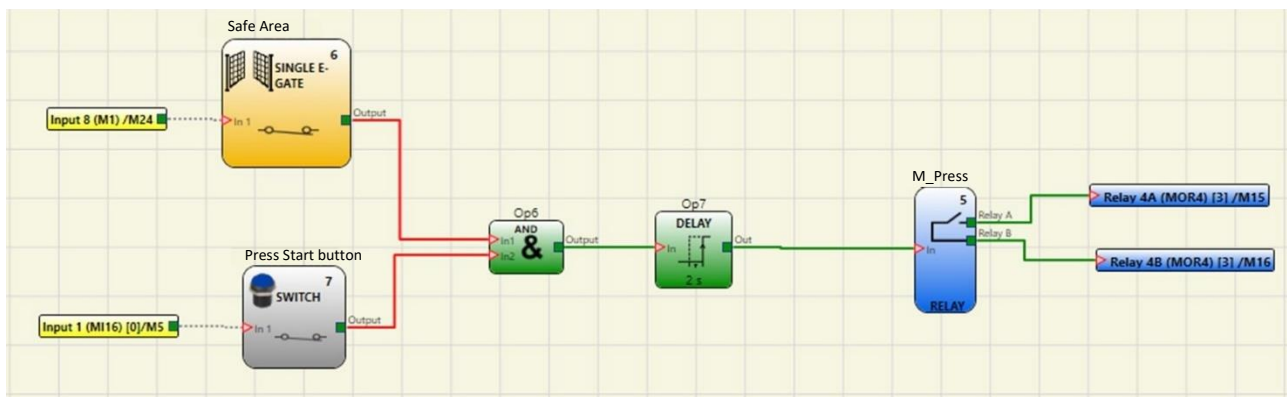 Safe Area
6
SINGLE E-
GATE
Input 8 (M1) /M24
In 1
Output
Press Start button
7
SWITCH
Input 1 (MI16) [0]/M5
In 1
Output
Op6
AND
&
In1
In2
Output
Op7
DELAY
In
Out
2 s
M_Press
5
Relay A
Relay B
In
RELAY
Relay 4A (MOR4) [3] /M15
Relay 4B (MOR4) [3] /M16